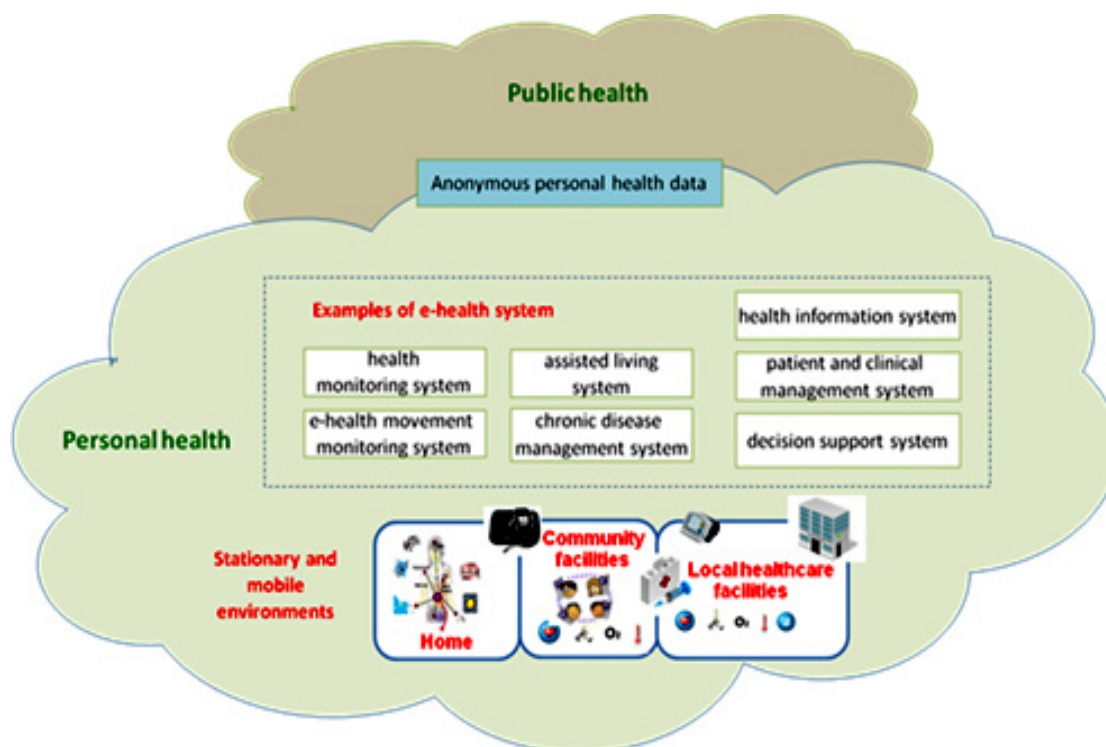 Public health
Anonymous personal health data
Examples of e-health system
health information system
health
monitoring system
assisted living
system
patient and clinical
management system
e-health movement
monitoring system
chronic disease
management system
decision support system
Personal health
Stationary and
mobile
environments
Home
Community
facilities
O₂
Local healthcare
facilities
O₂